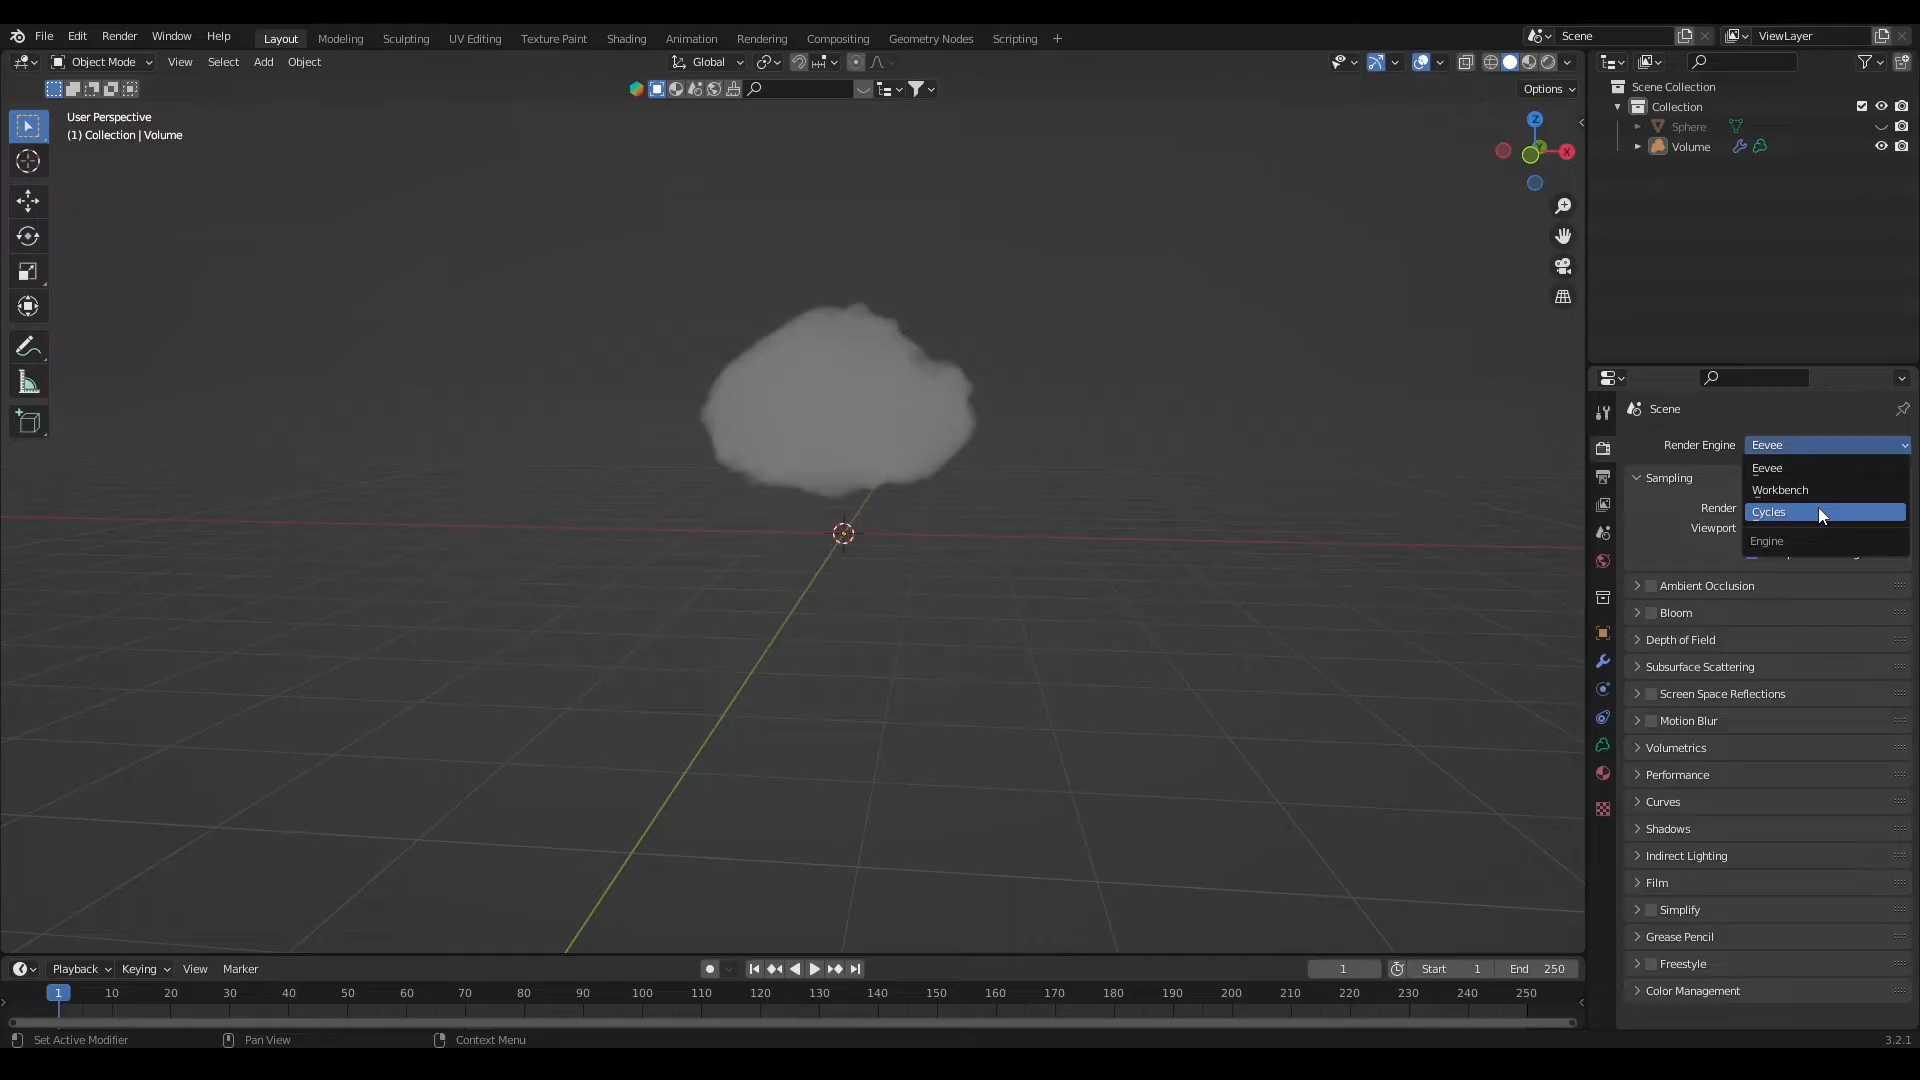 File Edit Render Window Help Layout Modeling Sculpting UV Editing Texture Paint Shading Animation Rendering Compositing Geometry Nodes Scripting + Scene ViewLayer
Object Mode View Select Add Object Global
Options
User Perspective
(1) Collection | Volume
Z
X
Scene Collection
Collection
Sphere
Volume
Scene
Render Engine Eevee
Eevee
Sampling
Workbench
Render
Cycles
Viewport
Engine
Ambient Occlusion
Bloom
Depth of Field
Subsurface Scattering
Screen Space Reflections
Motion Blur
Volumetrics
Performance
Curves
Shadows
Indirect Lighting
Film
Simplify
Grease Pencil
Freestyle
Color Management
Playback Keying View Marker 1 Start 1 End 250
1 10 20 30 40 50 60 70 80 90 100 110 120 130 140 150 160 170 180 190 200 210 220 230 240 250
Set Active Modifier Pan View Context Menu 3.2.1